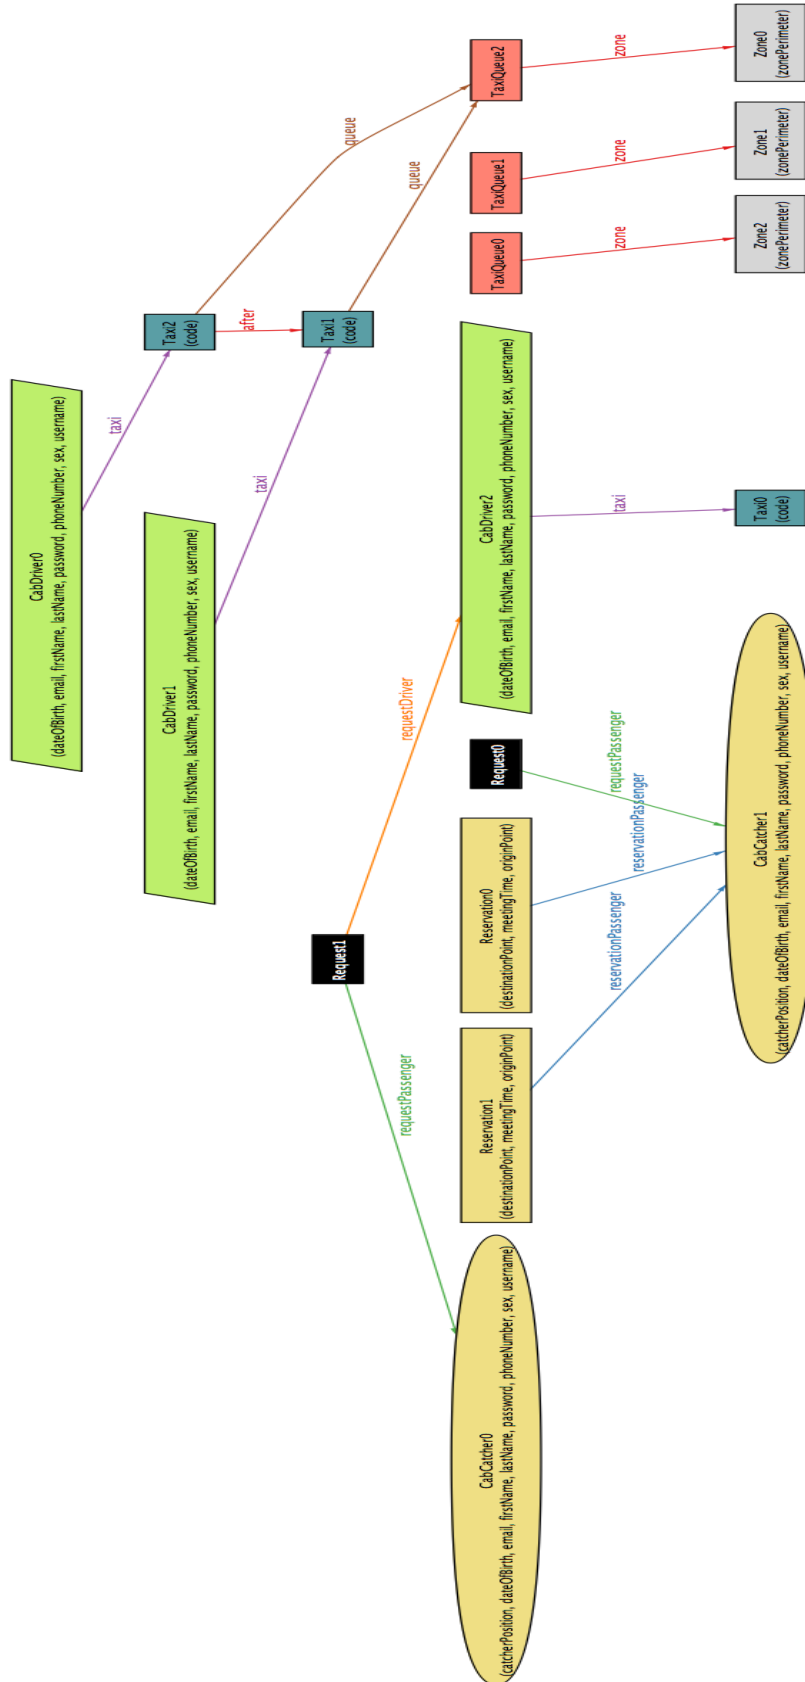 CabDriver0
(dateOfBirth, email, firstName, lastName, password, phoneNumber, sex, username)
taxi
CabDriver1
(dateOfBirth, email, firstName, lastName, password, phoneNumber, sex, username)
Taxi2
(code)
taxi
after
queue
Request1
Taxi1
(code)
queue
requestPassenger
requestDriver
CabCatcher0
(catcherPosition, dateOfBirth, email, firstName, lastName, password, phoneNumber, sex, username)
Reservation1
(destinationPoint, meetingTime, originPoint)
Reservation0
(destinationPoint, meetingTime, originPoint)
Request0
CabDriver2
(dateOfBirth, email, firstName, lastName, password, phoneNumber, sex, username)
TaxiQueue0
TaxiQueue1
TaxiQueue2
reservationPassenger
reservationPassenger
requestPassenger
taxi
zone
zone
zone
CabCatcher1
(catcherPosition, dateOfBirth, email, firstName, lastName, password, phoneNumber, sex, username)
Taxi0
(code)
Zone2
(zonePerimeter)
Zone1
(zonePerimeter)
Zone0
(zonePerimeter)